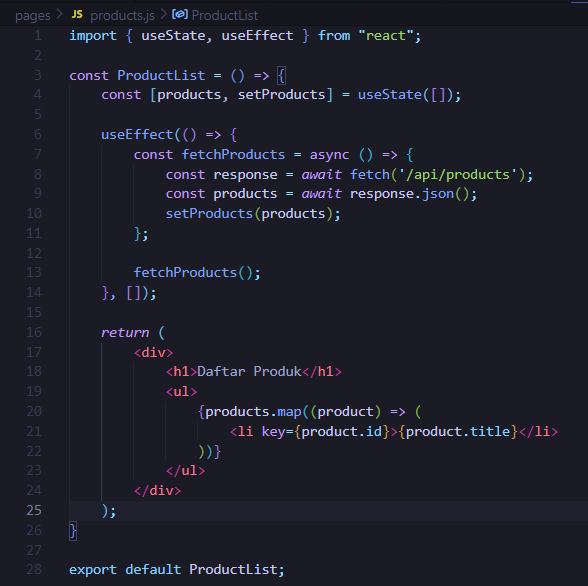 pages > JS products.js > ProductList
1 import { useState, useEffect } from "react";
2
3 const ProductList = () => {
4     const [products, setProducts] = useState([]);
5
6     useEffect(() => {
7         const fetchProducts = async () => {
8             const response = await fetch('/api/products');
9             const products = await response.json();
10             setProducts(products);
11         };
12
13         fetchProducts();
14     }, []);
15
16     return (
17         <div>
18             <h1>Daftar Produk</h1>
19             <ul>
20                 {products.map((product) => (
21                     <li key={product.id}>{product.title}</li>
22                 ))}
23             </ul>
24         </div>
25     );
26 }
27
28 export default ProductList;